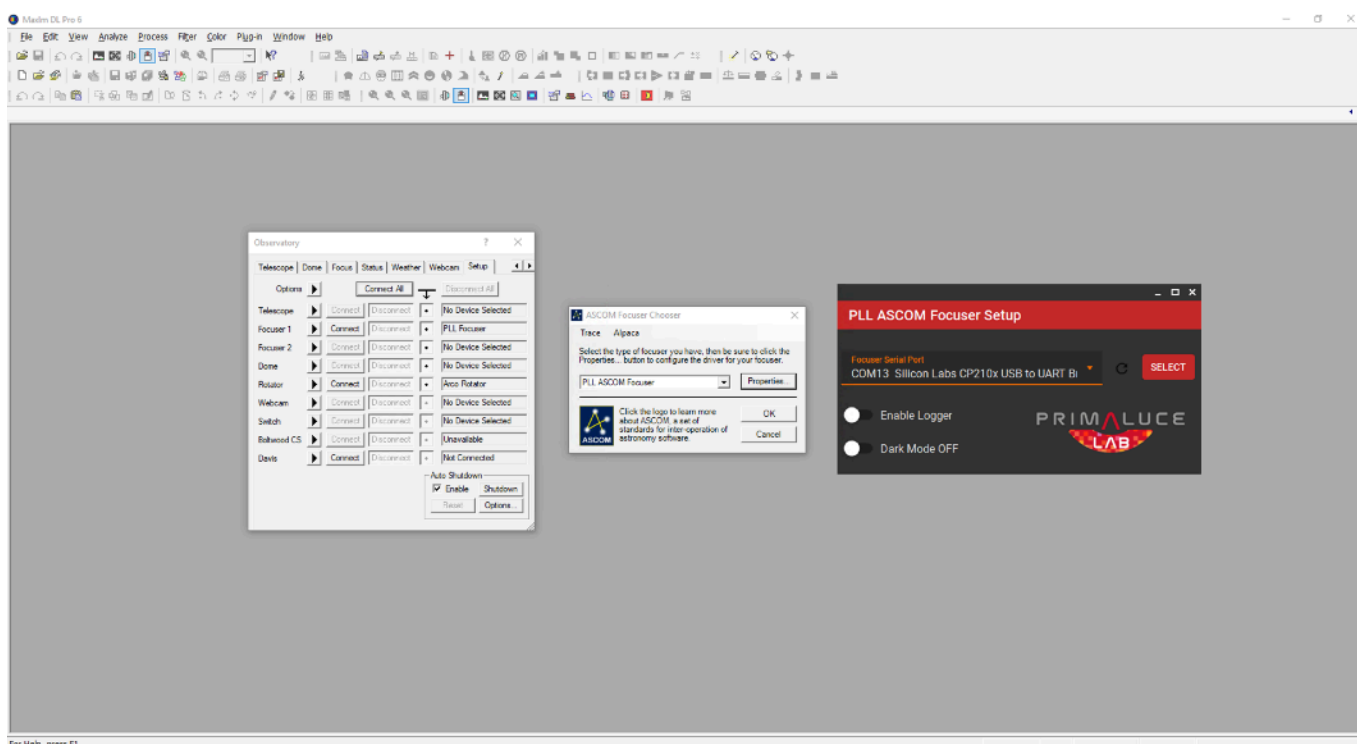 Maxim DL Pro 6
File Edit View Analyze Process Filter Color Plug-in Window Help
Observatory ?
Telescope Dome Focus Status Weather Webcam Setup
Options Connect All Disconnect All
Telescope Connect Disconnect No Device Selected
Focuser 1 Connect Disconnect PLL Focuser
Focuser 2 Connect Disconnect No Device Selected
Dome Connect Disconnect No Device Selected
Rotator Connect Disconnect Arco Rotator
Webcam Connect Disconnect No Device Selected
Switch Connect Disconnect No Device Selected
Boltwood CS Connect Disconnect Unavailable
Davis Connect Disconnect Not Connected
Auto Shutdown
Enable Shutdown
Reset Options...
ASCOM Focuser Chooser
Trace Alpaca
Select the type of focuser you have, then be sure to click the
Properties... button to configure the driver for your focuser.
PLL ASCOM Focuser Properties...
Click the logo to learn more
about ASCOM, a set of
standards for inter-operation of
astronomy software.
ASCOM
OK
Cancel
PLL ASCOM Focuser Setup
Focuser Serial Port
COM13 Silicon Labs CP210x USB to UART Bri
SELECT
Enable Logger
Dark Mode OFF
PRIMALUCE
LAB
For Help, press F1